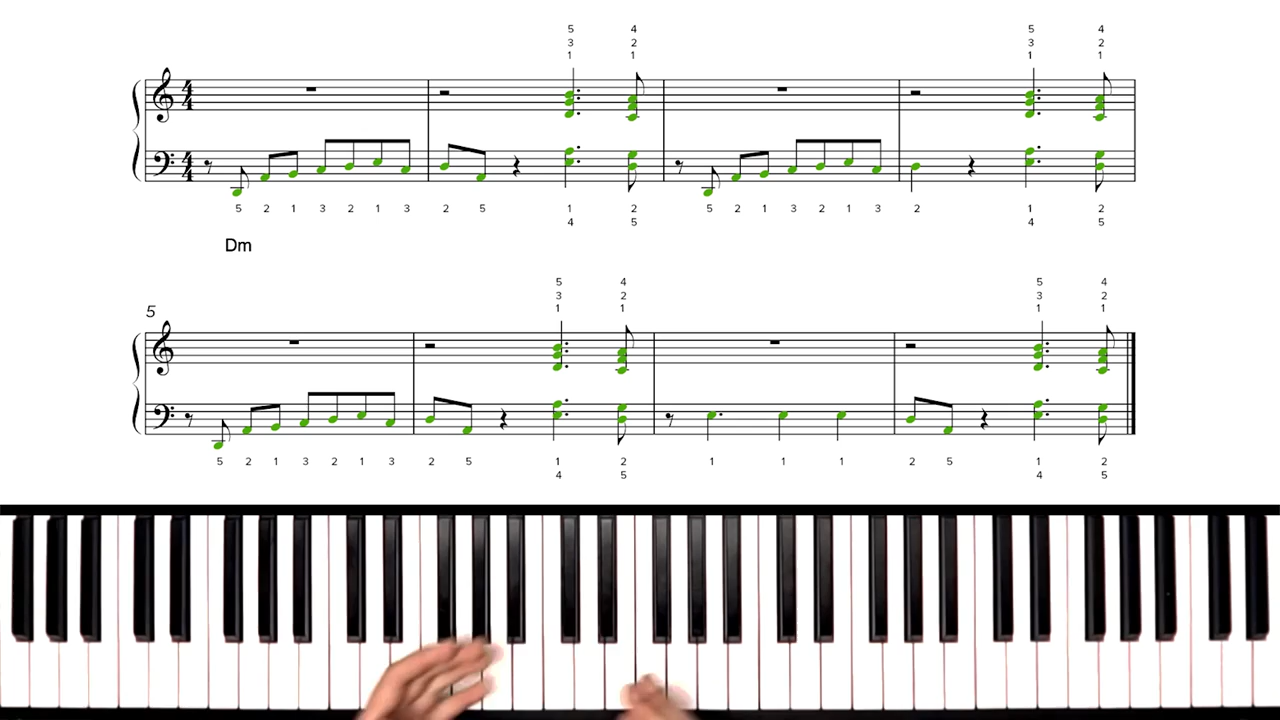 5 4 5 4
3 2 3 2
1 1 1 1
4 4
4 4
5 2 1 3 2 1 3 2 5 1 2 5 2 1 3 2 1 3 2 1 2
4 5 4 5
Dm
5 4 5 4
3 2 3 2
1 1 1 1
5
5 2 1 3 2 1 3 2 5 1 2 1 1 1 2 5 1 2
4 5 4 5